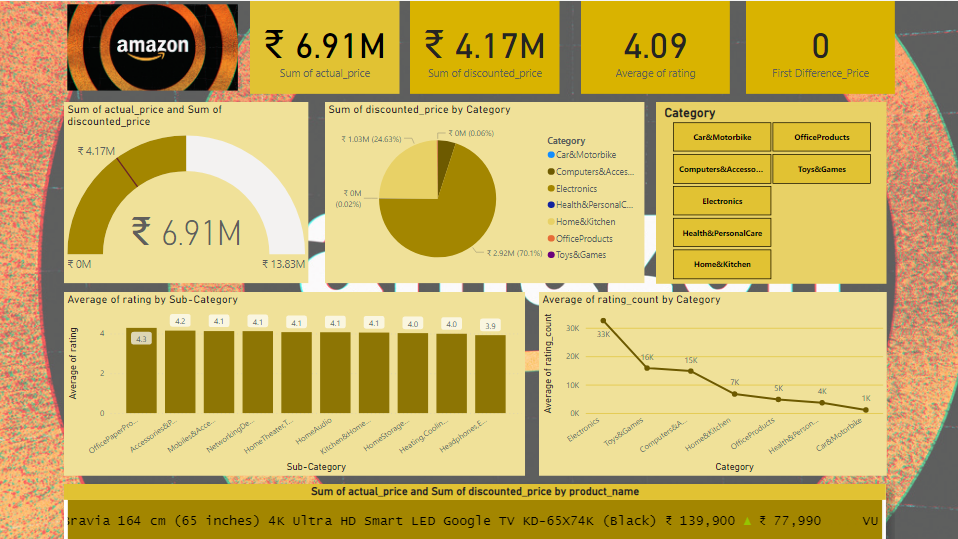 amazon
₹ 6.91M
Sum of actual_price
₹ 4.17M
Sum of discounted_price
4.09
Average of rating
0
First Difference_Price
Sum of actual_price and Sum of
discounted_price
₹ 4.17M
₹ 6.91M
₹ 0M
₹ 13.83M
Sum of discounted_price by Category
₹ 1.03M (24.63%)
₹ 0M (0.06%)
₹ 0M
(0.02%)
₹ 2.92M (70.1%)
Category
Car&Motorbike
Computers&Acces...
Electronics
Health&PersonalC...
Home&Kitchen
OfficeProducts
Toys&Games
Category
Car&Motorbike
OfficeProducts
Computers&Accesso...
Toys&Games
Electronics
Health&PersonalCare
Home&Kitchen
Average of rating by Sub-Category
Average of rating
4
2
0
4.3
4.2
4.1
4.1
4.1
4.1
4.1
4.0
4.0
3.9
OfficePaperPro...
Accessories&P...
Mobiles&Acce...
NetworkingDe...
HomeTheater,T...
HomeAudio
Kitchen&Home...
HomeStorage...
Heating,Coolin...
Headphones,E...
Sub-Category
Average of rating_count by Category
Average of rating_count
30K
20K
10K
0K
33K
16K
15K
7K
5K
4K
1K
Electronics
Toys&Games
Computers&A...
Home&Kitchen
OfficeProducts
Health&Person...
Car&Motorbike
Category
Sum of actual_price and Sum of discounted_price by product_name
ravia 164 cm (65 inches) 4K Ultra HD Smart LED Google TV KD-65X74K (Black) ₹ 139,900 ▲ ₹ 77,990 VU